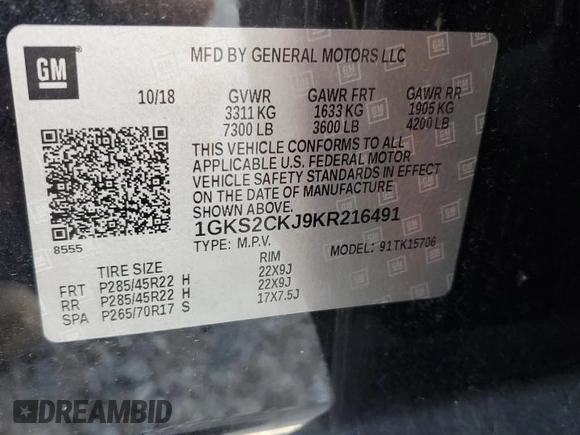 GM
MFD BY GENERAL MOTORS LLC
10/18 GVWR GAWR FRT GAWR RR
3311 KG 1633 KG 1905 KG
7300 LB 3600 LB 4200 LB
THIS VEHICLE CONFORMS TO ALL
APPLICABLE U.S. FEDERAL MOTOR
VEHICLE SAFETY STANDARDS IN EFFECT
ON THE DATE OF MANUFACTURE SHOWN ABOVE
1GKS2CKJ9KR216491
8555
TYPE: M.P.V. MODEL: 91TK15706
TIRE SIZE RIM
FRT P285/45R22 H 22X9J
RR P285/45R22 H 22X9J
SPA P265/70R17 S 17X7.5J
DREAMBID